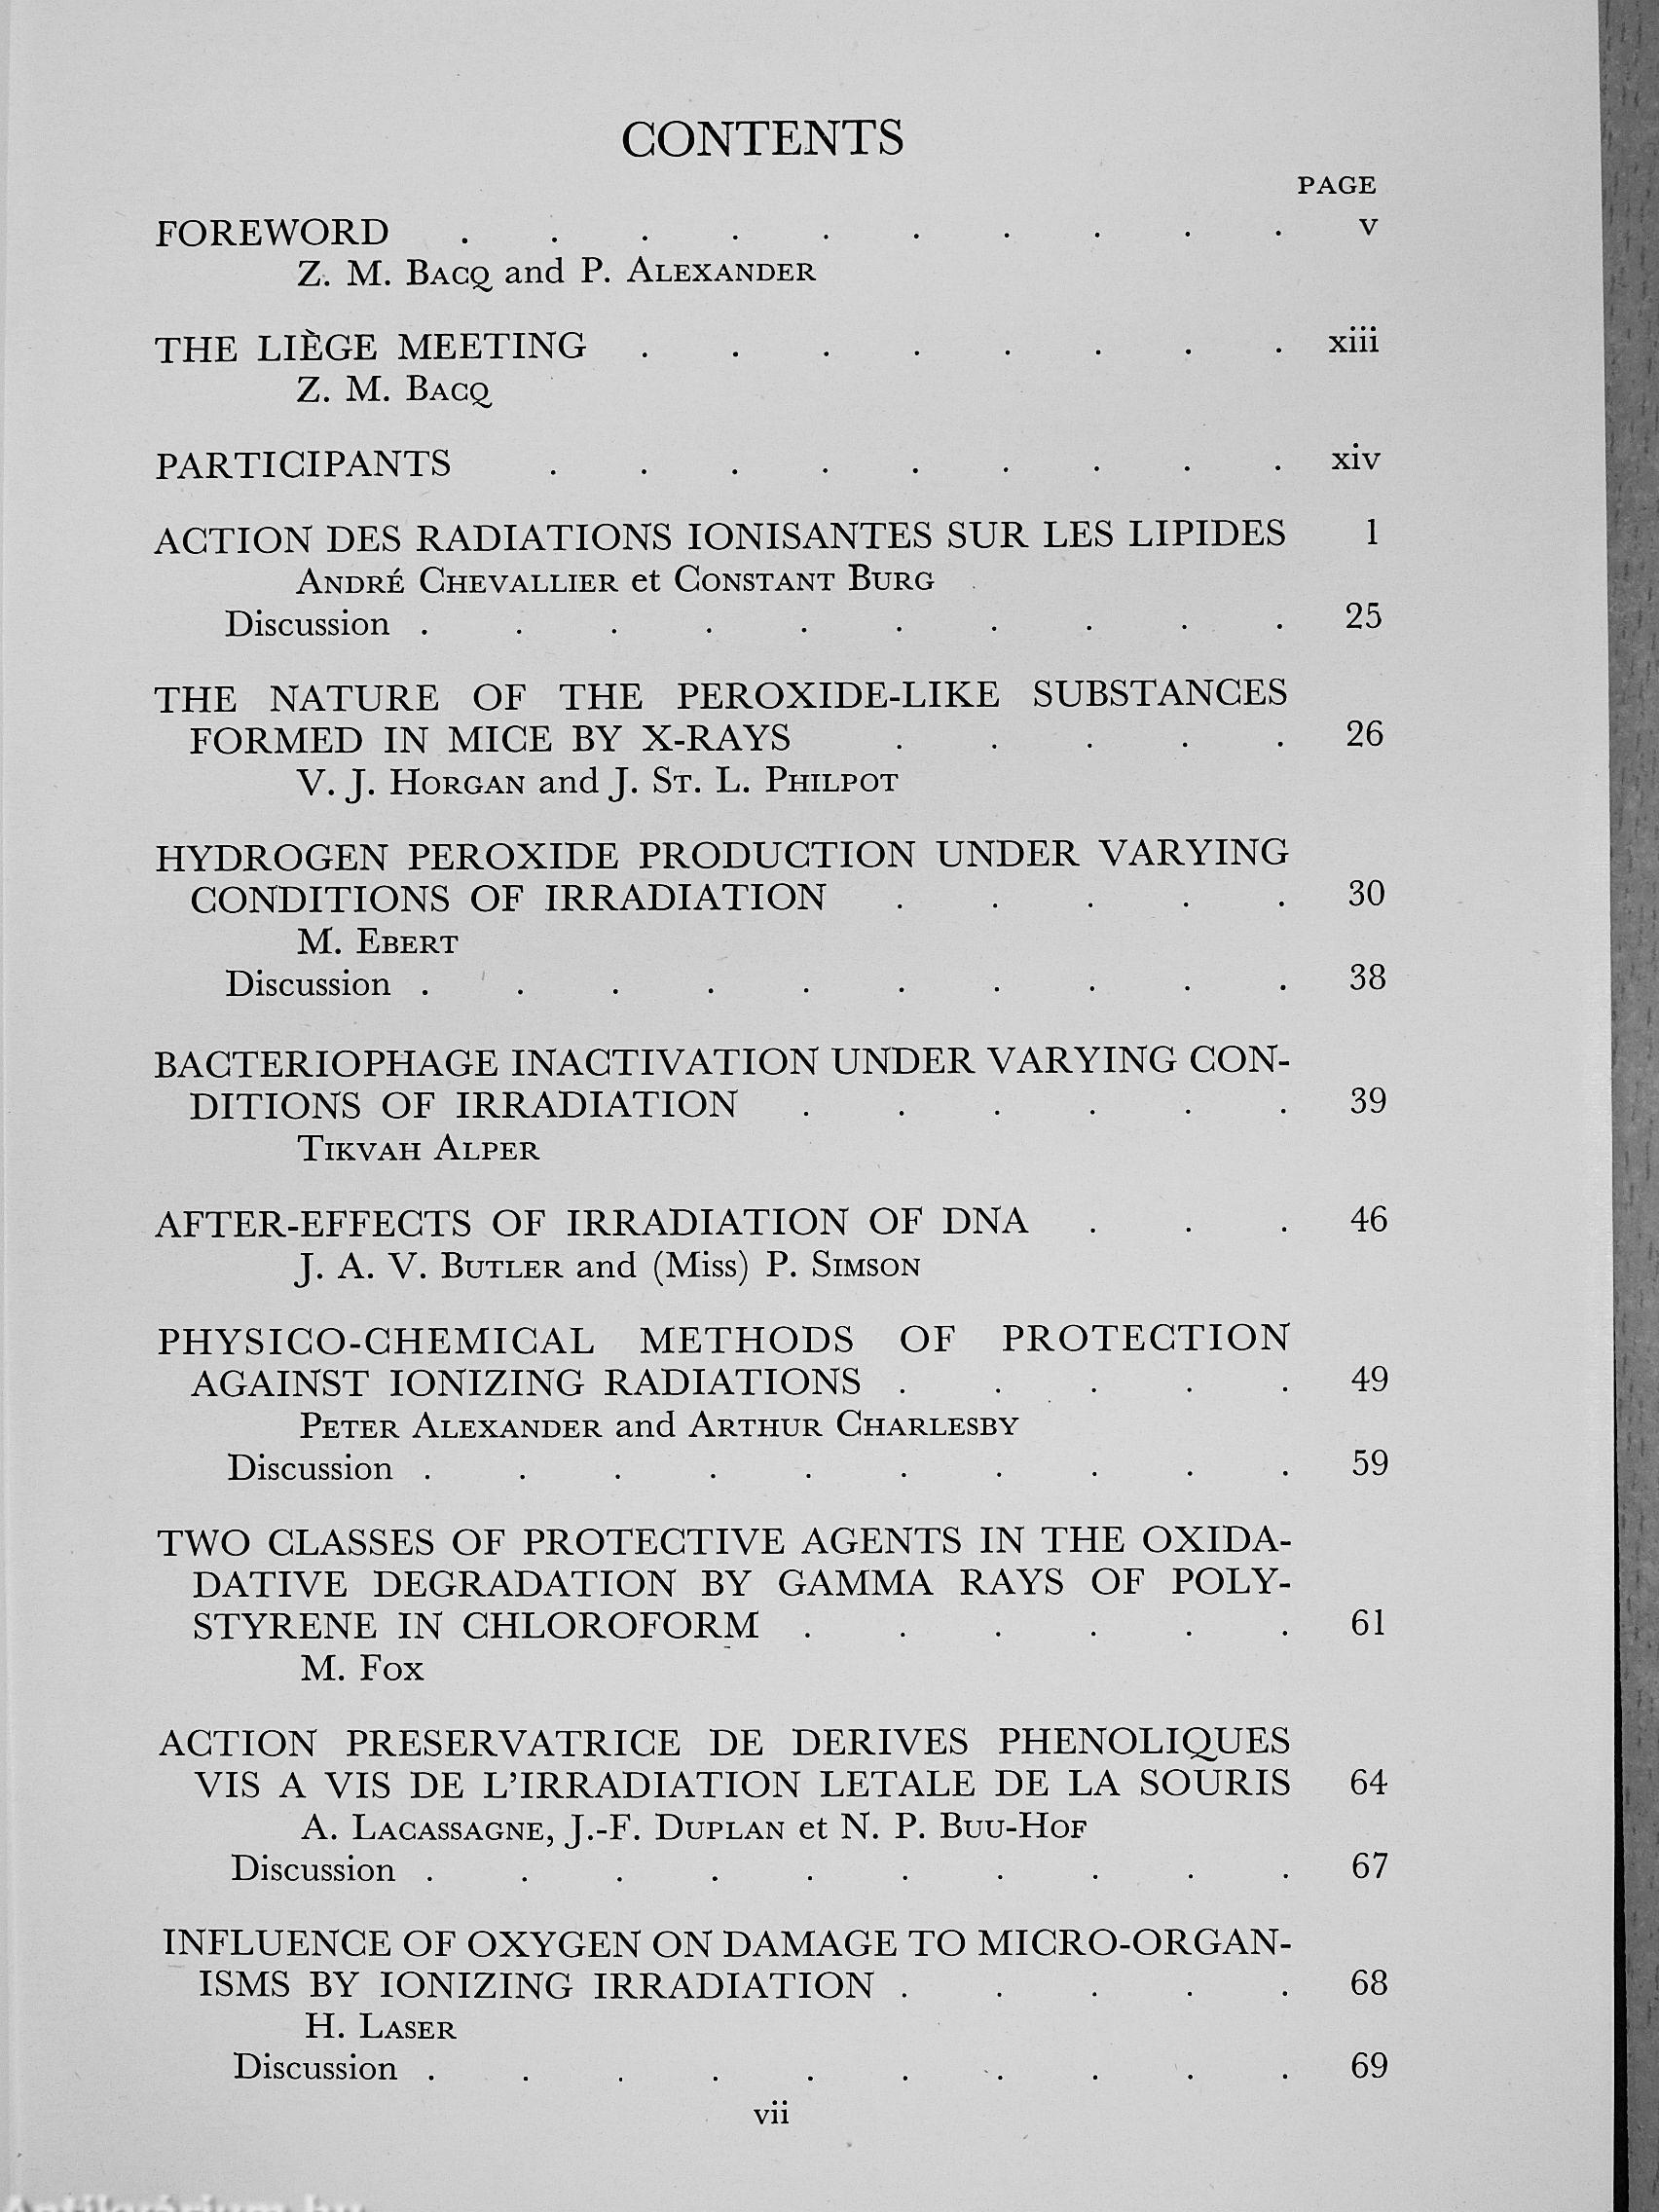 CONTENTS
PAGE
FOREWORD . . . . . . . . . . v
Z. M. BACQ and P. ALEXANDER
THE LIÈGE MEETING . . . . . . . . xiii
Z. M. BACQ
PARTICIPANTS . . . . . . . . . xiv
ACTION DES RADIATIONS IONISANTES SUR LES LIPIDES 1
ANDRÉ CHEVALLIER et CONSTANT BURG
Discussion . . . . . . . . . . 25
THE NATURE OF THE PEROXIDE-LIKE SUBSTANCES
FORMED IN MICE BY X-RAYS . . . . . 26
V. J. HORGAN and J. ST. L. PHILPOT
HYDROGEN PEROXIDE PRODUCTION UNDER VARYING
CONDITIONS OF IRRADIATION . . . . . 30
M. EBERT
Discussion . . . . . . . . . . 38
BACTERIOPHAGE INACTIVATION UNDER VARYING CON-
DITIONS OF IRRADIATION . . . . . . 39
TIKVAH ALPER
AFTER-EFFECTS OF IRRADIATION OF DNA . . . 46
J. A. V. BUTLER and (Miss) P. SIMSON
PHYSICO-CHEMICAL METHODS OF PROTECTION
AGAINST IONIZING RADIATIONS . . . . . 49
PETER ALEXANDER and ARTHUR CHARLESBY
Discussion . . . . . . . . . . 59
TWO CLASSES OF PROTECTIVE AGENTS IN THE OXIDA-
DATIVE DEGRADATION BY GAMMA RAYS OF POLY-
STYRENE IN CHLOROFORM . . . . . . 61
M. FOX
ACTION PRESERVATRICE DE DERIVES PHENOLIQUES
VIS A VIS DE L'IRRADIATION LETALE DE LA SOURIS 64
A. LACASSAGNE, J.-F. DUPLAN et N. P. BUU-HOF
Discussion . . . . . . . . . . 67
INFLUENCE OF OXYGEN ON DAMAGE TO MICRO-ORGAN-
ISMS BY IONIZING IRRADIATION . . . . . 68
H. LASER
Discussion . . . . . . . . . . 69
vii
Antikvárium.hu